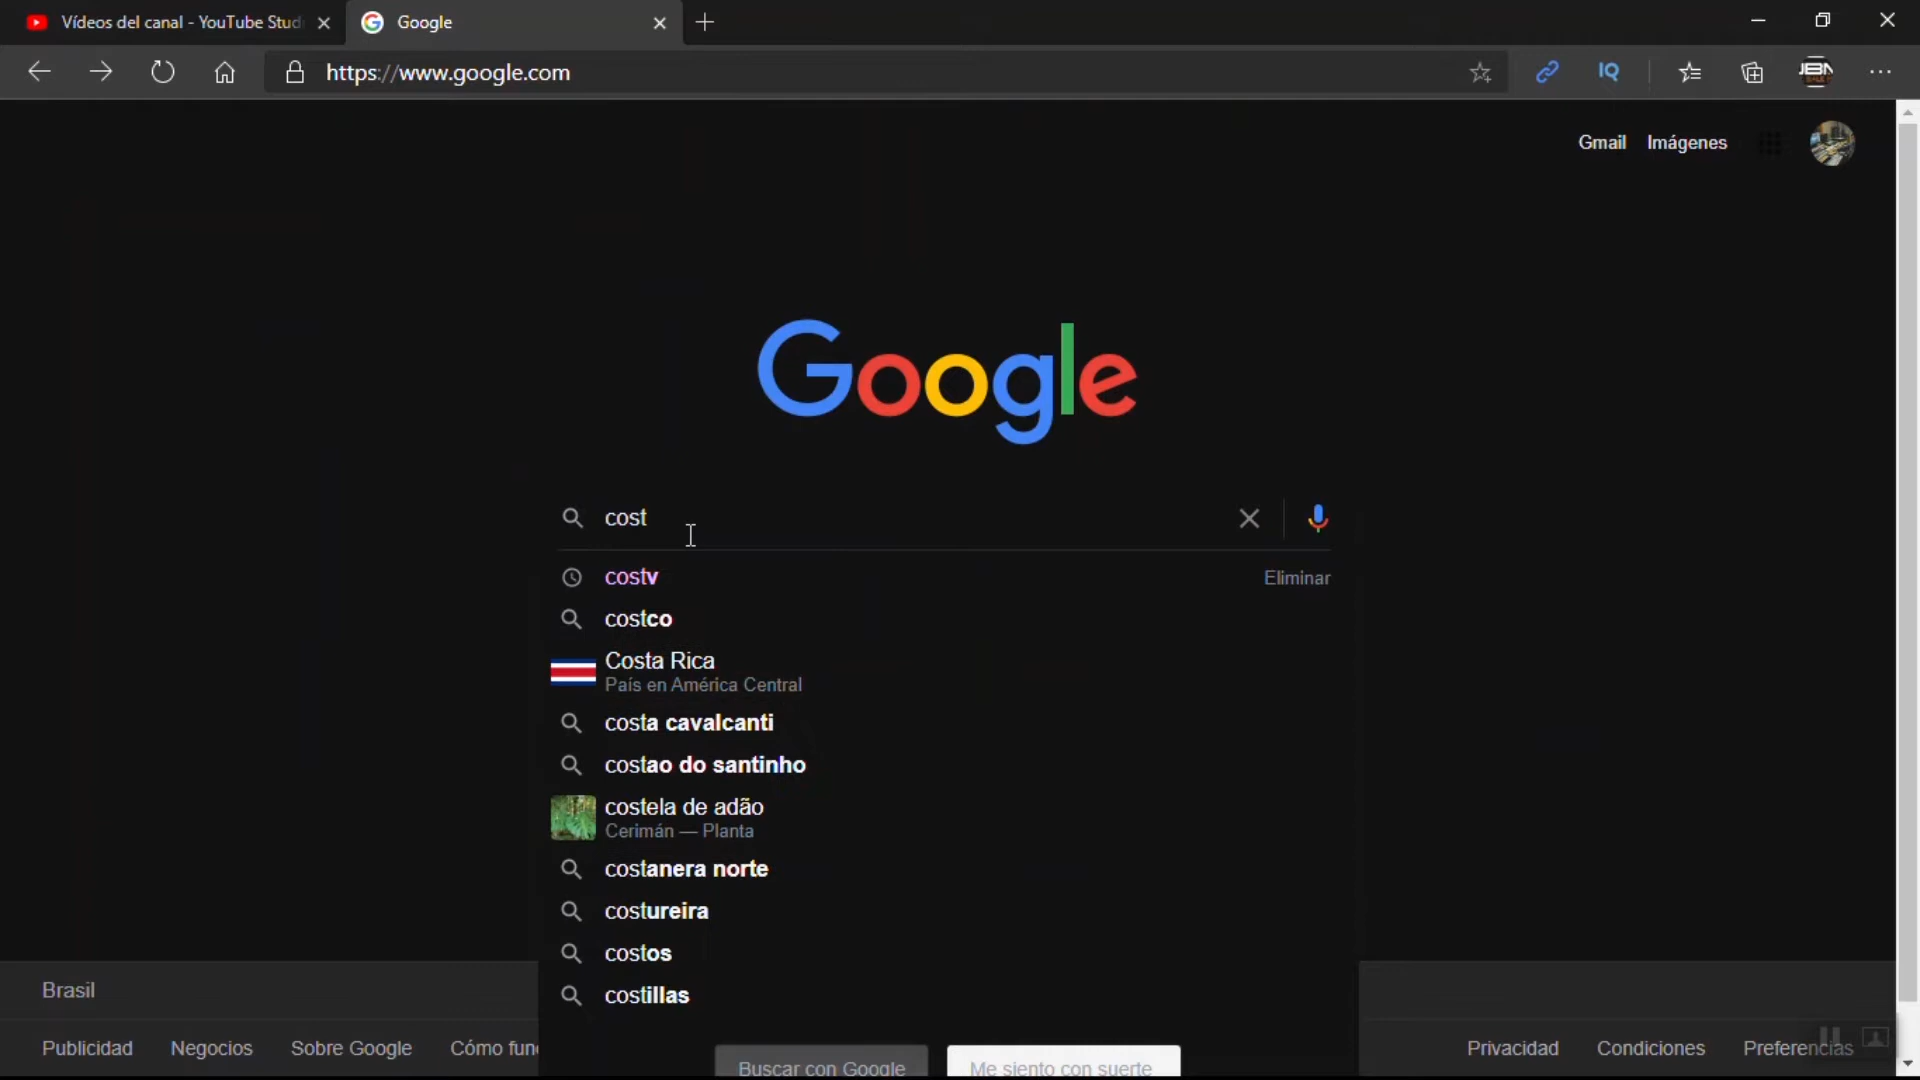 Vídeos del canal - YouTube Stud
Google
https://www.google.com
IQ
JBN
Gmail Imágenes
Google
cost
costv
Eliminar
costco
Costa Rica
País en América Central
costa cavalcanti
costao do santinho
costela de adão
Cerimán — Planta
costanera norte
costureira
costos
costillas
Brasil
Publicidad Negocios Sobre Google Cómo fun
Buscar con Google Me siento con suerte
Privacidad Condiciones Preferencias